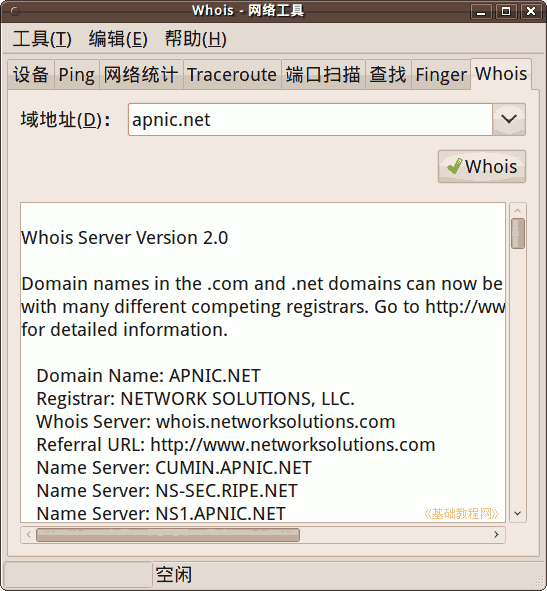 Whois - 网络工具
工具(T) 编辑(E) 帮助(H)
设备 Ping 网络统计 Traceroute 端口扫描 查找 Finger Whois
域地址(D)： apnic.net
Whois
Whois Server Version 2.0
Domain names in the .com and .net domains can now be
with many different competing registrars. Go to http://ww
for detailed information.
Domain Name: APNIC.NET
Registrar: NETWORK SOLUTIONS, LLC.
Whois Server: whois.networksolutions.com
Referral URL: http://www.networksolutions.com
Name Server: CUMIN.APNIC.NET
Name Server: NS-SEC.RIPE.NET
Name Server: NS1.APNIC.NET
《基础教程网》
空闲